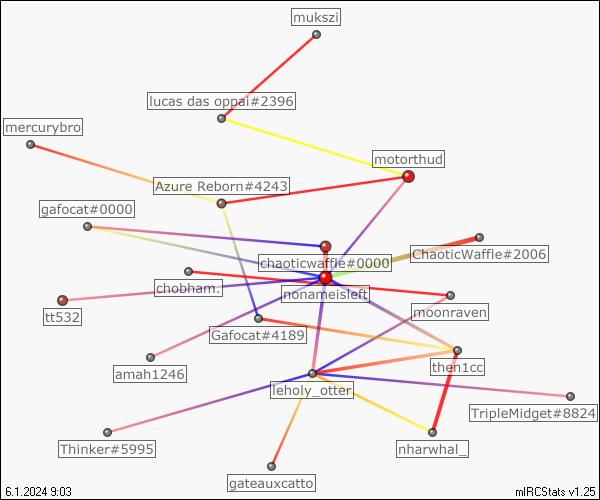 mukszi
lucas das oppai#2396
mercurybro
motorthud
Azure Reborn#4243
gafocat#0000
ChaoticWaffle#2006
chaoticwaffle#0000
chobham.
nonameisleft
moonraven
tt532
Gafocat#4189
then1cc
amah1246
leholy_otter
TripleMidget#8824
Thinker#5995
nharwhal_
gateauxcatto
6.1.2024 9:03
mIRCStats v1.25